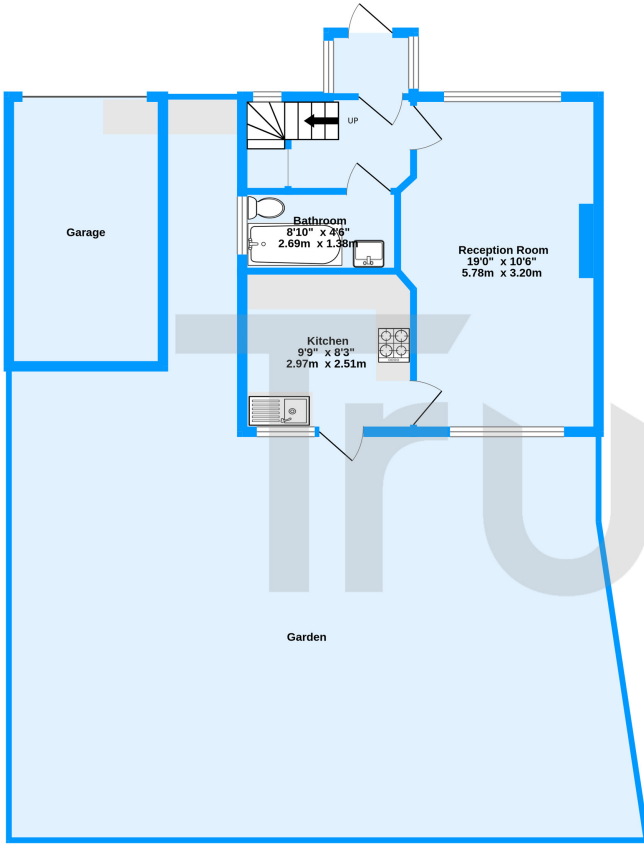 UP
Bathroom
8'10" x 4'6"
2.69m x 1.38m
Garage
Reception Room
19'0" x 10'6"
5.78m x 3.20m
Kitchen
9'9" x 8'3"
2.97m x 2.51m
Tru
Garden